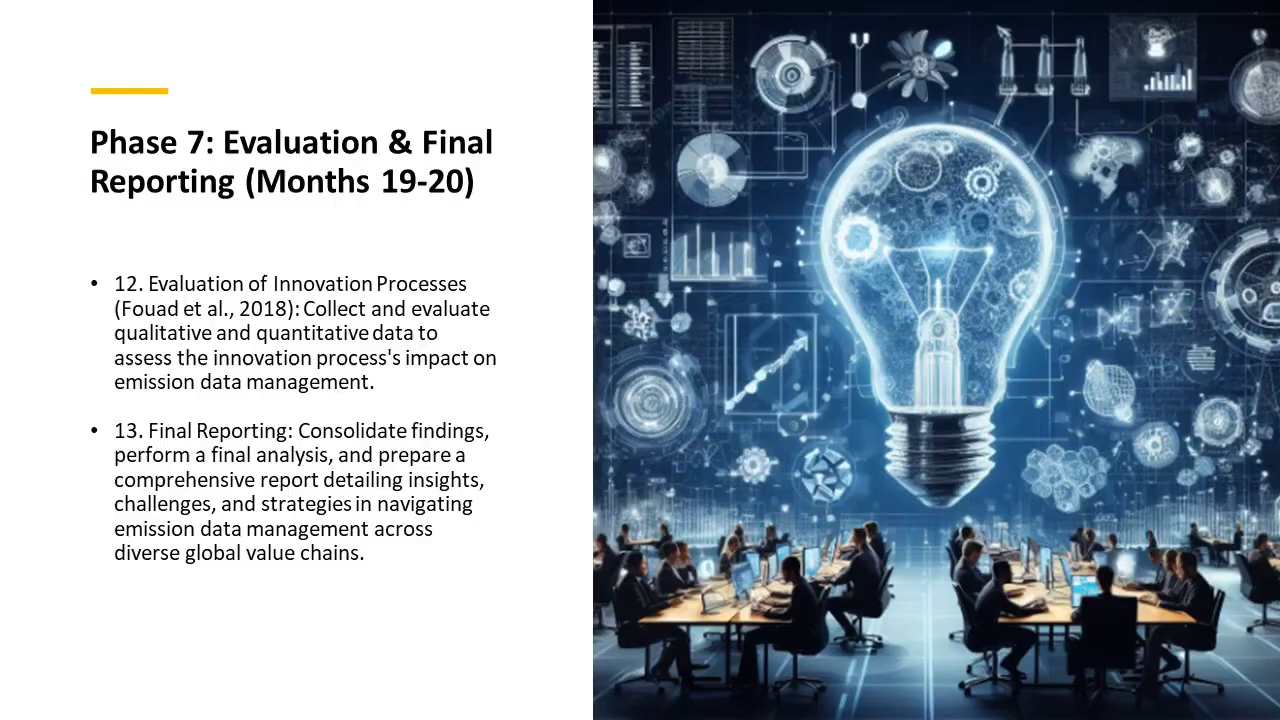 Phase 7: Evaluation & Final
Reporting (Months 19-20)
• 12. Evaluation of Innovation Processes
(Fouad et al., 2018): Collect and evaluate
qualitative and quantitative data to
assess the innovation process's impact on
emission data management.
• 13. Final Reporting: Consolidate findings,
perform a final analysis, and prepare a
comprehensive report detailing insights,
challenges, and strategies in navigating
emission data management across
diverse global value chains.